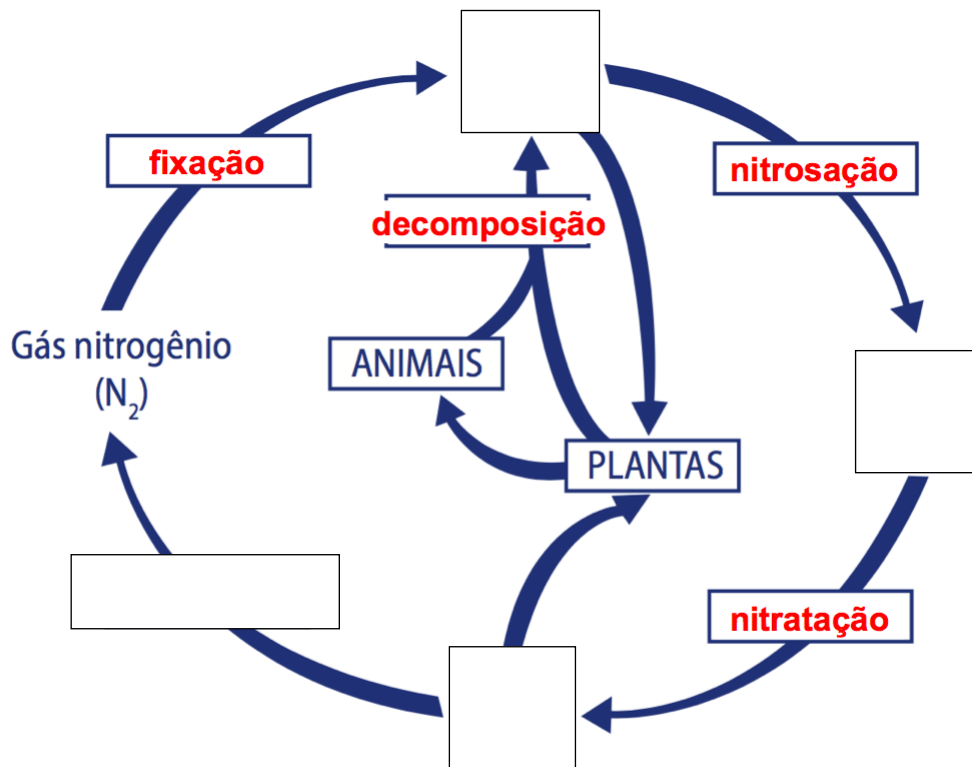 fixação
nitrosação
decomposição
Gás nitrogênio
(N₂)
ANIMAIS
PLANTAS
nitratação